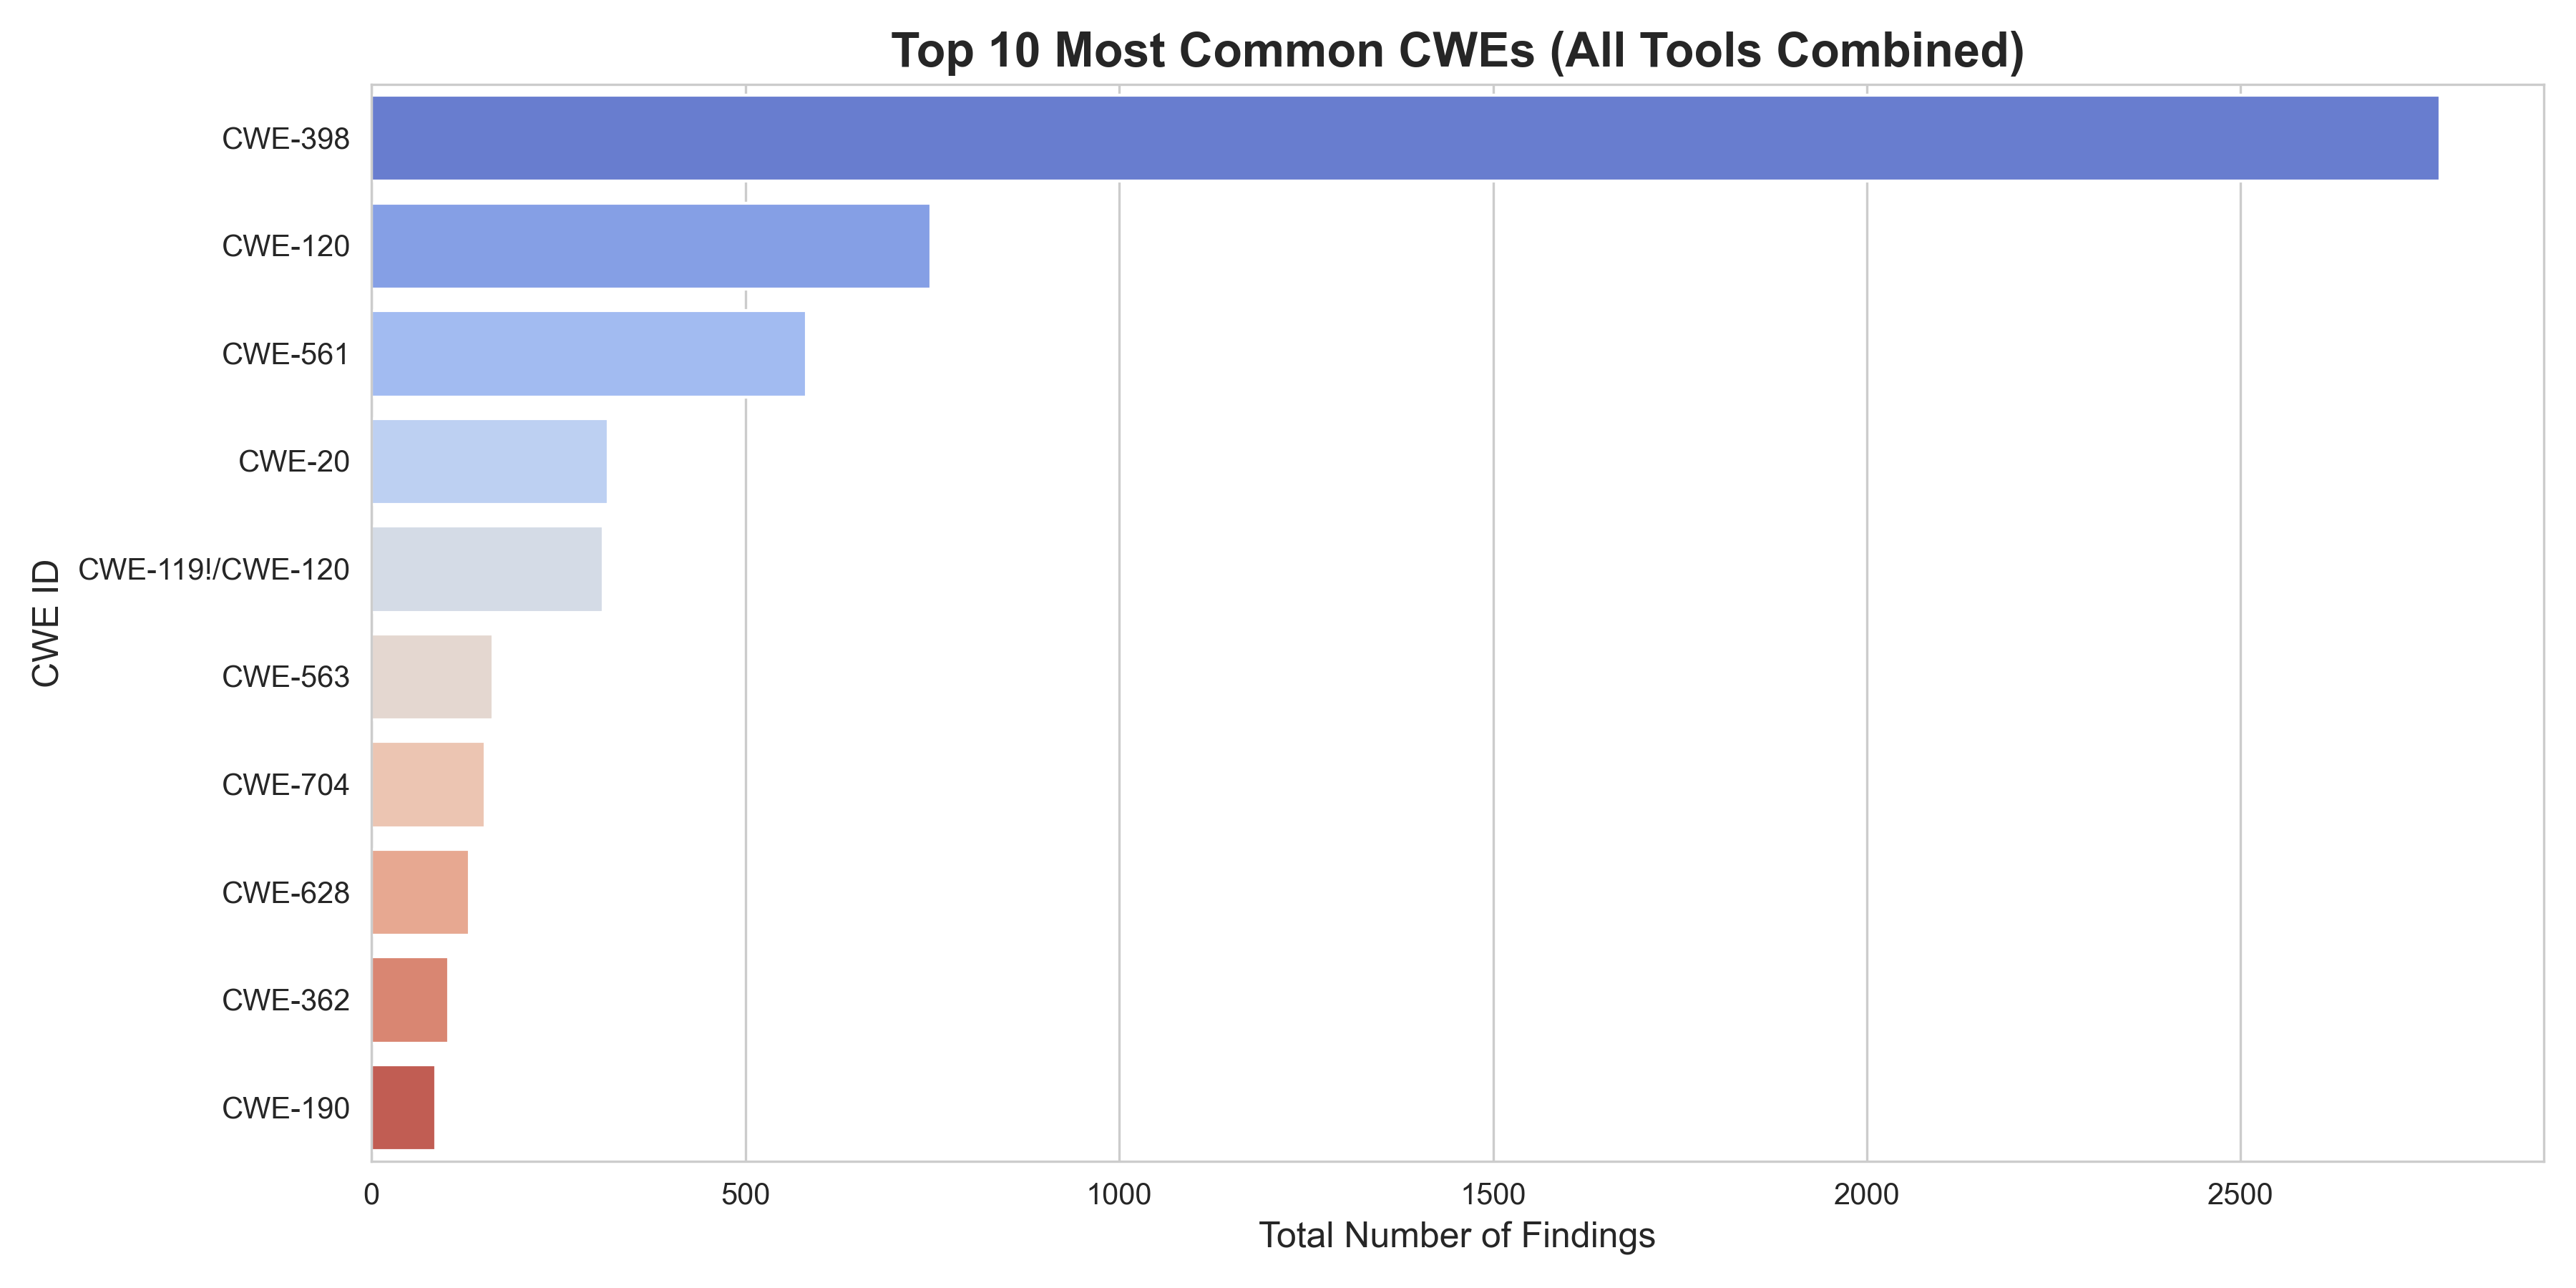 Top 10 Most Common CWEs (All Tools Combined)
CWE ID
CWE-398
CWE-120
CWE-561
CWE-20
CWE-119!/CWE-120
CWE-563
CWE-704
CWE-628
CWE-362
CWE-190
0 500 1000 1500 2000 2500
Total Number of Findings